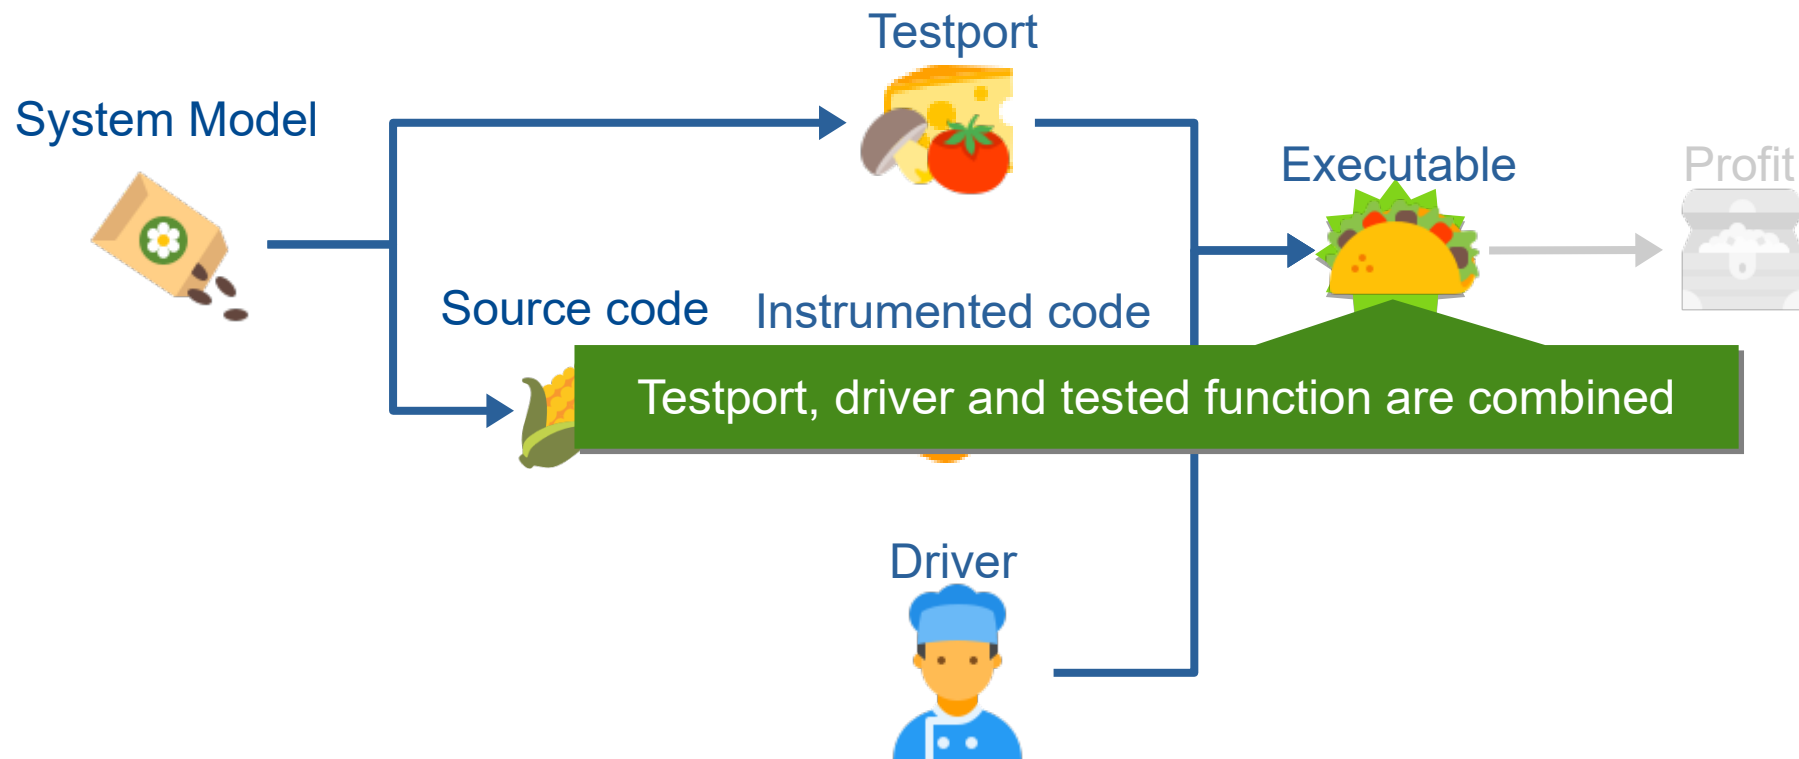 Testport
System Model
Executable
Profit
Source code
Instrumented code
Testport, driver and tested function are combined
Driver